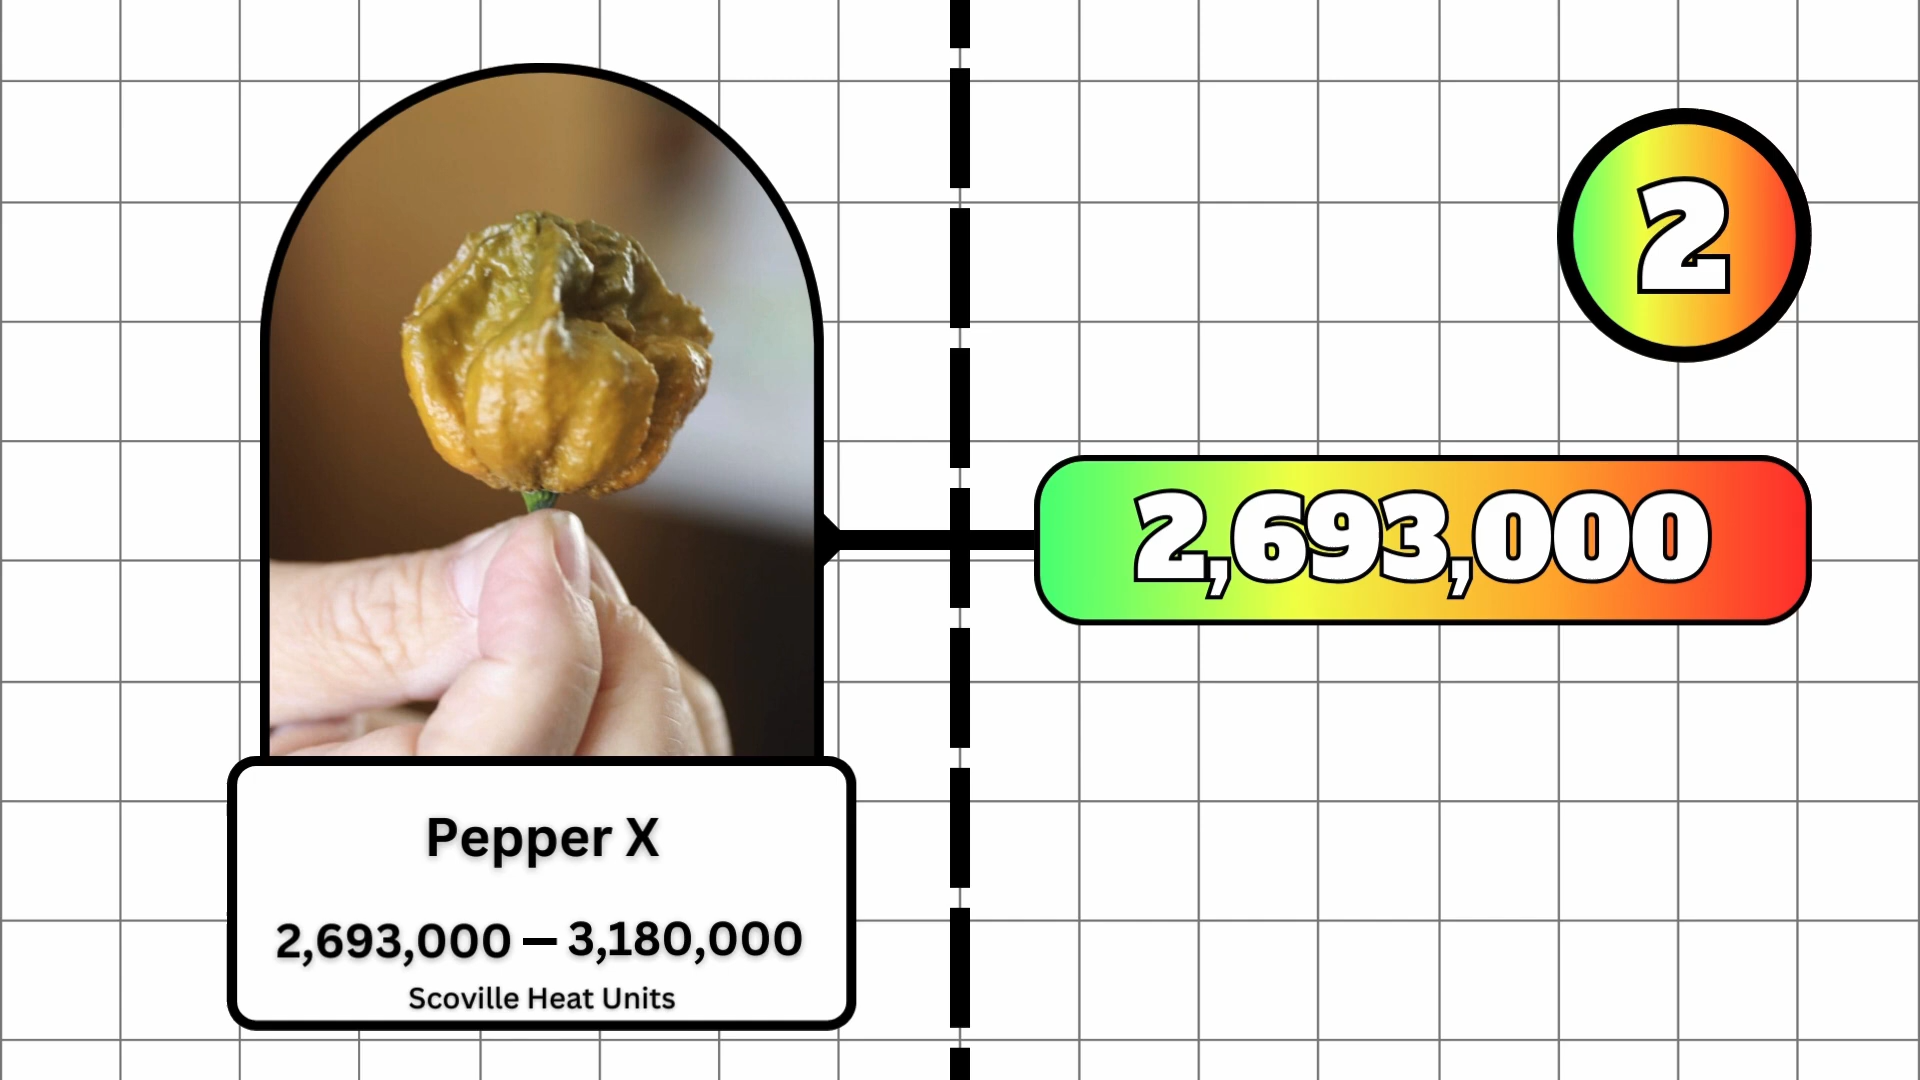 2
2,693,000
Pepper X
2,693,000 — 3,180,000
Scoville Heat Units